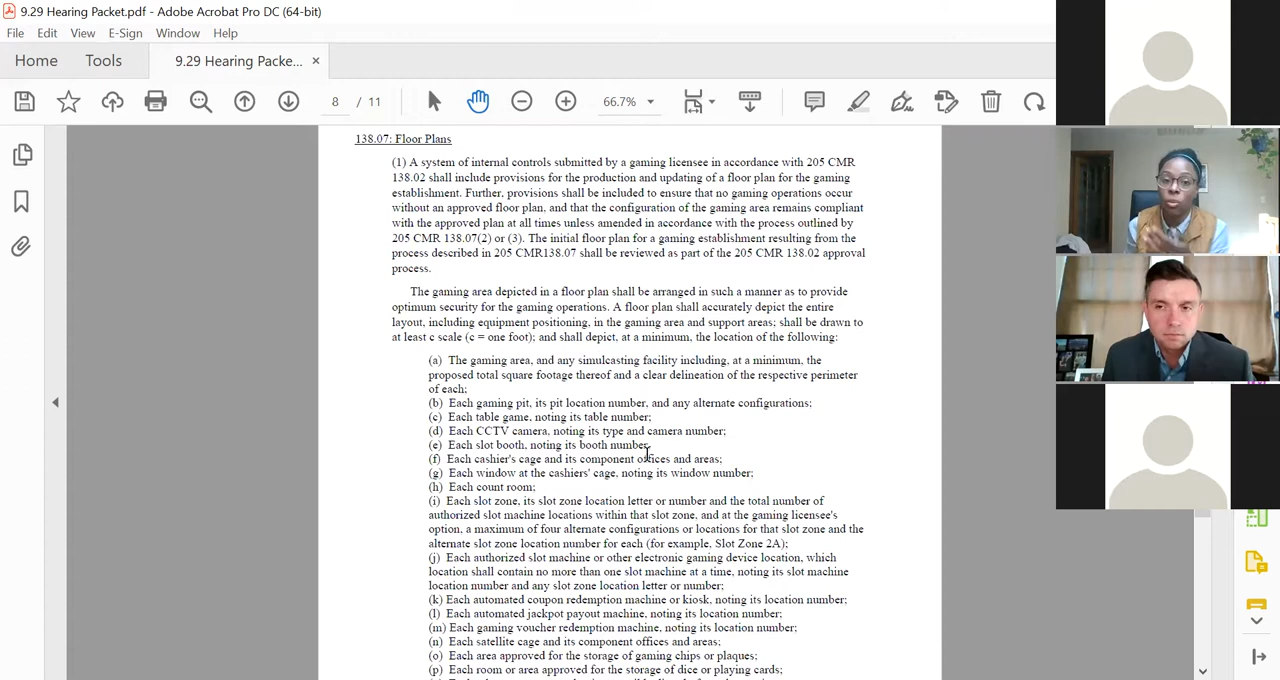 9.29 Hearing Packet.pdf - Adobe Acrobat Pro DC (64-bit)
File Edit View E-Sign Window Help
Home Tools 9.29 Hearing Packe... ×
8 / 11 66.7%
138.07: Floor Plans
(1) A system of internal controls submitted by a gaming licensee in accordance with 205 CMR
138.02 shall include provisions for the production and updating of a floor plan for the gaming
establishment. Further, provisions shall be included to ensure that no gaming operations occur
without an approved floor plan, and that the configuration of the gaming area remains compliant
with the approved plan at all times unless amended in accordance with the process outlined by
205 CMR 138.07(2) or (3). The initial floor plan for a gaming establishment resulting from the
process described in 205 CMR138.07 shall be reviewed as part of the 205 CMR 138.02 approval
process.
The gaming area depicted in a floor plan shall be arranged in such a manner as to provide
optimum security for the gaming operations. A floor plan shall accurately depict the entire
layout, including equipment positioning, in the gaming area and support areas; shall be drawn to
at least c scale (c = one foot); and shall depict, at a minimum, the location of the following:
(a) The gaming area, and any simulcasting facility including, at a minimum, the
proposed total square footage thereof and a clear delineation of the respective perimeter
of each;
(b) Each gaming pit, its pit location number, and any alternate configurations;
(c) Each table game, noting its table number;
(d) Each CCTV camera, noting its type and camera number;
(e) Each slot booth, noting its booth number;
(f) Each cashier's cage and its component offices and areas;
(g) Each window at the cashiers' cage, noting its window number;
(h) Each count room;
(i) Each slot zone, its slot zone location letter or number and the total number of
authorized slot machine locations within that slot zone, and at the gaming licensee's
option, a maximum of four alternate configurations or locations for that slot zone and the
alternate slot zone location number for each (for example, Slot Zone 2A);
(j) Each authorized slot machine or other electronic gaming device location, which
location shall contain no more than one slot machine at a time, noting its slot machine
location number and any slot zone location letter or number;
(k) Each automated coupon redemption machine or kiosk, noting its location number;
(l) Each automated jackpot payout machine, noting its location number;
(m) Each gaming voucher redemption machine, noting its location number;
(n) Each satellite cage and its component offices and areas;
(o) Each area approved for the storage of gaming chips or plaques;
(p) Each room or area approved for the storage of dice or playing cards;